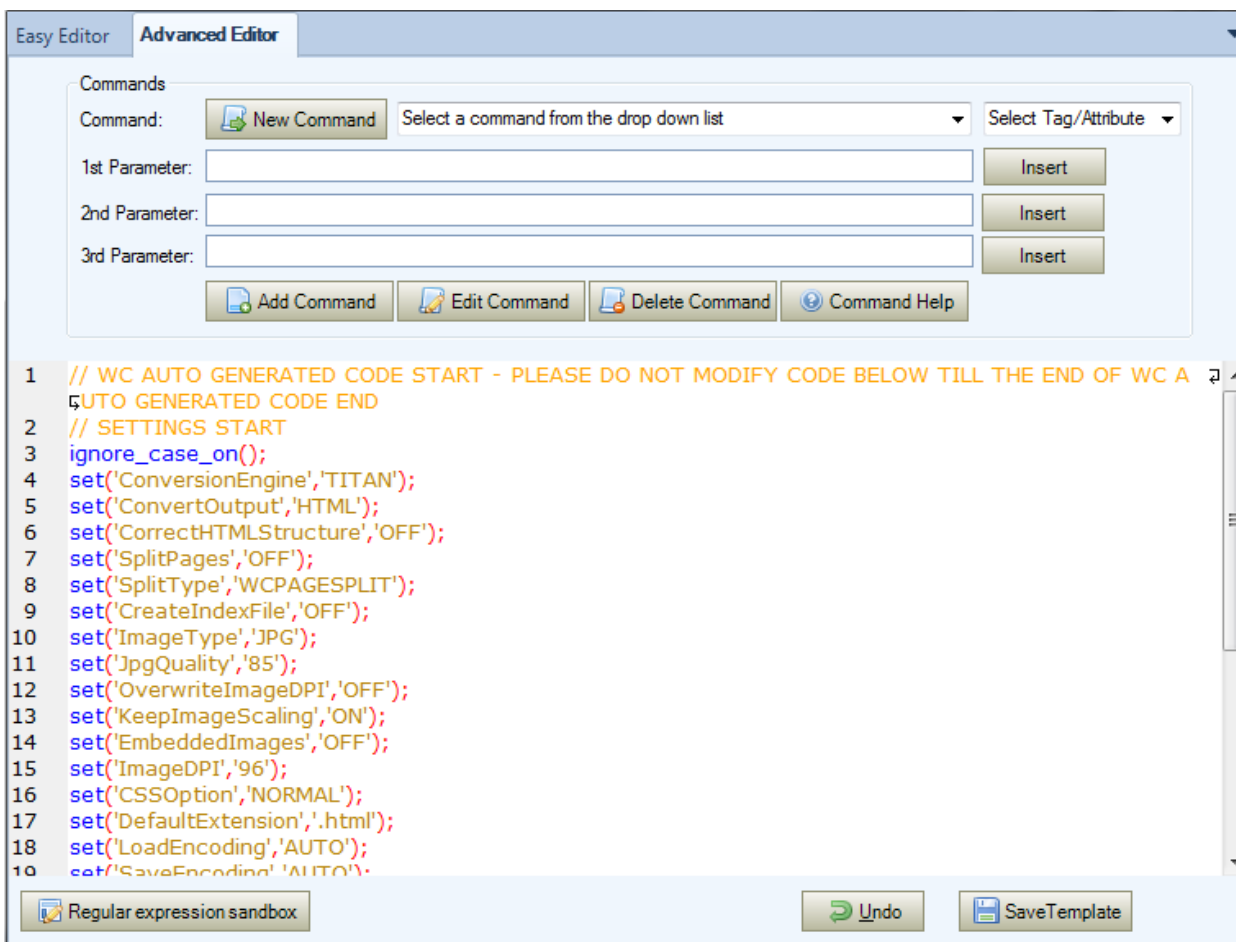 Easy Editor Advanced Editor
Commands
Command: New Command Select a command from the drop down list Select Tag/Attribute
1st Parameter: Insert
2nd Parameter: Insert
3rd Parameter: Insert
Add Command Edit Command Delete Command Command Help
1 // WC AUTO GENERATED CODE START - PLEASE DO NOT MODIFY CODE BELOW TILL THE END OF WC A
UTO GENERATED CODE END
2 // SETTINGS START
3 ignore_case_on();
4 set('ConversionEngine','TITAN');
5 set('ConvertOutput','HTML');
6 set('CorrectHTMLStructure','OFF');
7 set('SplitPages','OFF');
8 set('SplitType','WCPAGESPLIT');
9 set('CreateIndexFile','OFF');
10 set('ImageType','JPG');
11 set('JpgQuality','85');
12 set('OverwriteImageDPI','OFF');
13 set('KeepImageScaling','ON');
14 set('EmbeddedImages','OFF');
15 set('ImageDPI','96');
16 set('CSSOption','NORMAL');
17 set('DefaultExtension','.html');
18 set('LoadEncoding','AUTO');
19 set('SaveEncoding','AUTO');
Regular expression sandbox Undo SaveTemplate